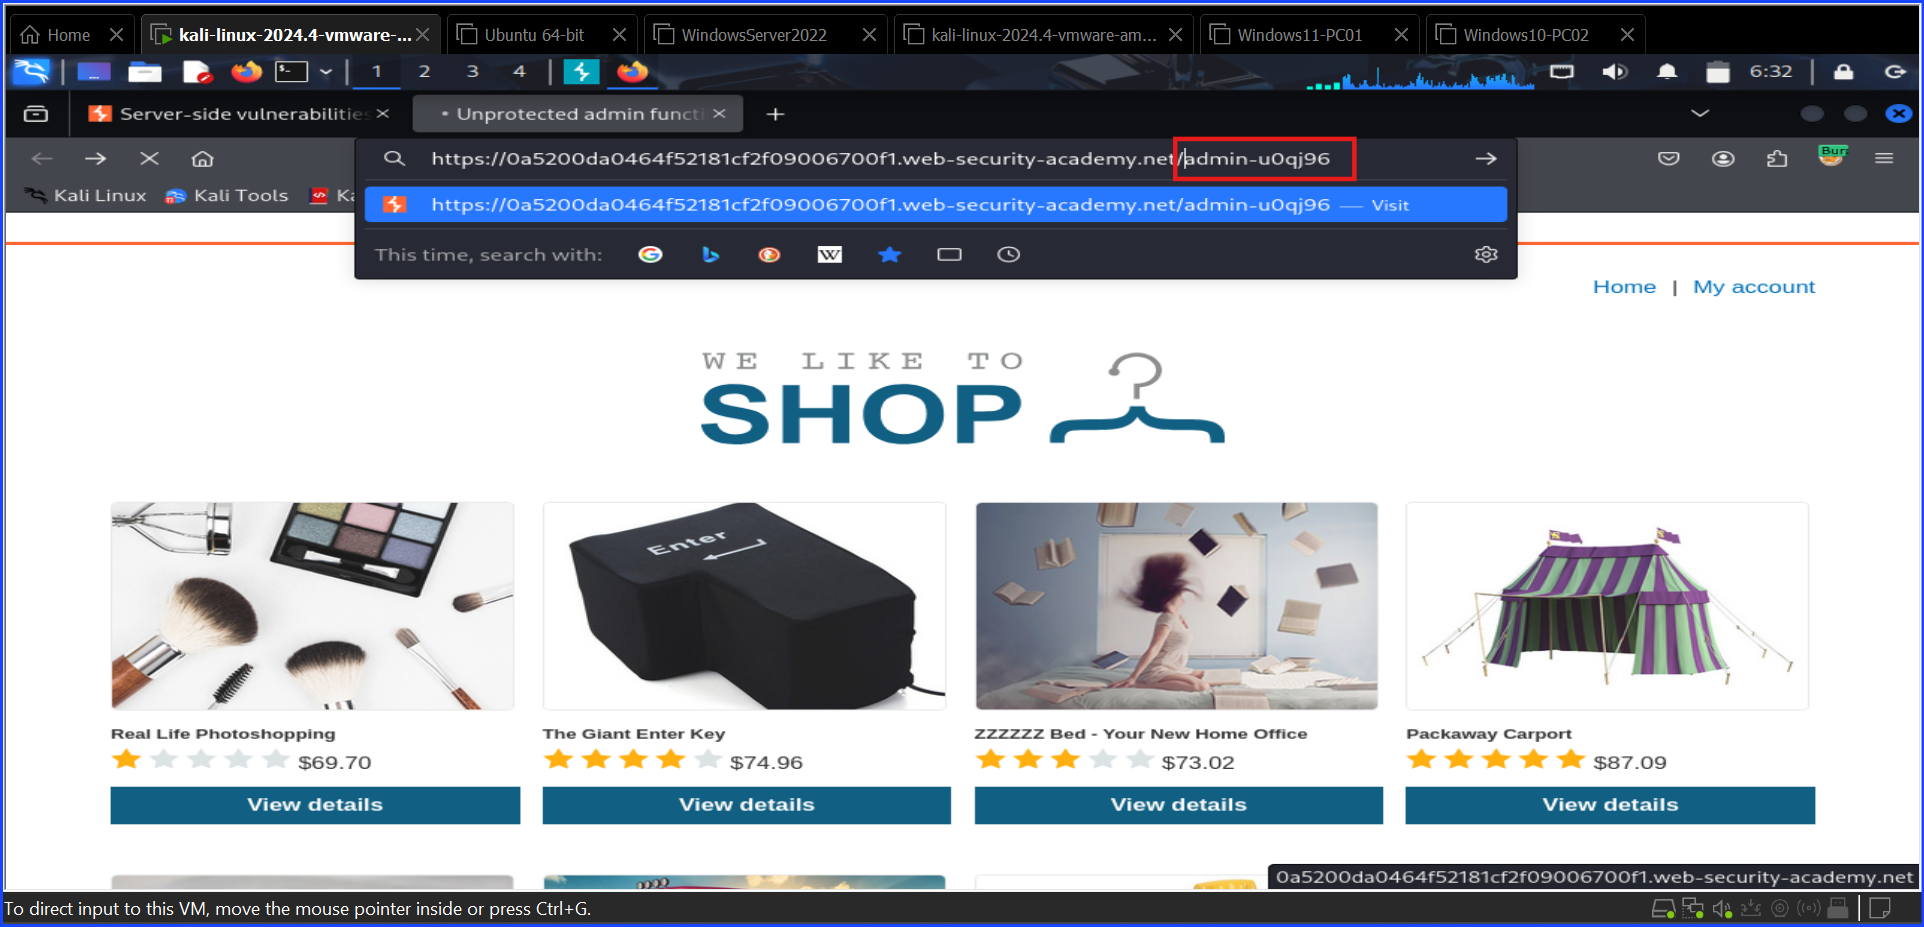 Home
kali-linux-2024.4-vmware-...
Ubuntu 64-bit
WindowsServer2022
kali-linux-2024.4-vmware-am...
Windows11-PC01
Windows10-PC02
1 2 3 4
6:32
Server-side vulnerabilities
Unprotected admin functi
https://0a5200da0464f52181cf2f09006700f1.web-security-academy.net/admin-u0qj96
Burs
Kali Linux
Kali Tools
Ka
https://0a5200da0464f52181cf2f09006700f1.web-security-academy.net/admin-u0qj96 — Visit
This time, search with:
Home | My account
WE LIKE TO
SHOP
Enter
Real Life Photoshopping
$69.70
View details
The Giant Enter Key
$74.96
View details
ZZZZZZ Bed - Your New Home Office
$73.02
View details
Packaway Carport
$87.09
View details
0a5200da0464f52181cf2f09006700f1.web-security-academy.net
To direct input to this VM, move the mouse pointer inside or press Ctrl+G.